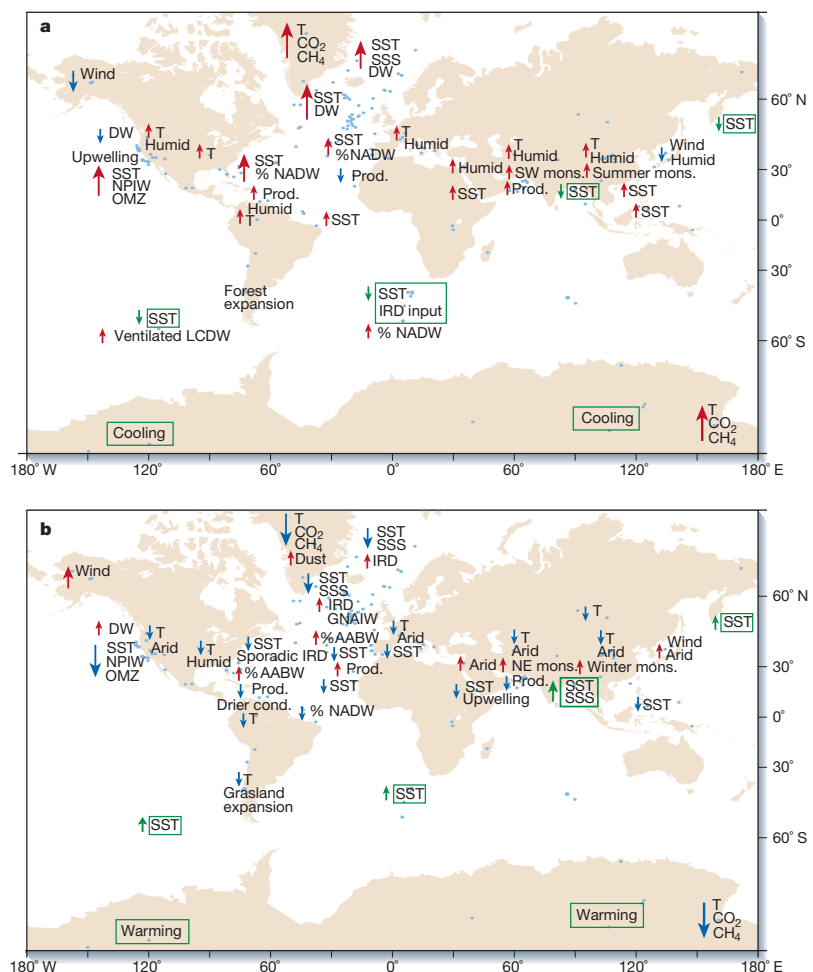 a
T
CO2
CH4
SST
SSS
DW
Wind
SST
DW
60˚ N
SST
DW
T
Humid
T
Upwelling
SST
NPIW
OMZ
SST
% NADW
SST
%NADW
Prod.
T
Humid
Humid
T
Humid
SW mons.
T
Humid
Summer mons.
Wind
Humid
30˚
Prod.
Humid
T
SST
SST
Prod.
SST
SST
SST
0˚
30˚
Forest
expansion
SST
IRD input
SST
Ventilated LCDW
% NADW
60˚ S
Cooling
Cooling
T
CO2
CH4
180˚ W
120˚
60˚
0˚
60˚
120˚
180˚ E
b
T
CO2
CH4
Dust
SST
SSS
IRD
Wind
SST
SSS
IRD
GNAIW
T
60˚ N
SST
DW
T
Arid
T
Humid
SST
Sporadic IRD
%AABW
%AABW
SST
Prod.
T
Arid
SST
T
Arid
NE mons.
T
Arid
Winter mons.
Wind
Arid
SST
NPIW
OMZ
30˚
Arid
Prod.
Drier cond.
SST
SST
Upwelling
Prod.
SST
SSS
SST
T
% NADW
0˚
30˚
T
Grasland
expansion
SST
SST
60˚ S
Warming
Warming
T
CO2
CH4
180˚ W
120˚
60˚
0˚
60˚
120˚
180˚ E